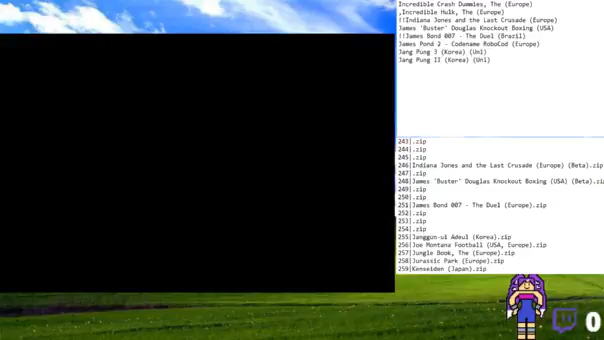 Incredible Crash Dummies, The (Europe)
,Incredible Hulk, The (Europe)
!!Indiana Jones and the Last Crusade (Europe)
James 'Buster' Douglas Knockout Boxing (USA)
!!James Bond 007 - The Duel (Brazil)
James Pond 2 - Codename RoboCod (Europe)
Jang Pung 3 (Korea) (Unl)
Jang Pung II (Korea) (Unl)
243|.zip
244|.zip
245|.zip
246|Indiana Jones and the Last Crusade (Europe) (Beta).zip
247|.zip
248|James 'Buster' Douglas Knockout Boxing (USA) (Beta).zip
249|.zip
250|.zip
251|James Bond 007 - The Duel (Europe).zip
252|.zip
253|.zip
254|.zip
255|Janggun-ui Adeul (Korea).zip
256|Joe Montana Football (USA, Europe).zip
257|Jungle Book, The (Europe).zip
258|Jurassic Park (Europe).zip
259|Kenseiden (Japan).zip
0